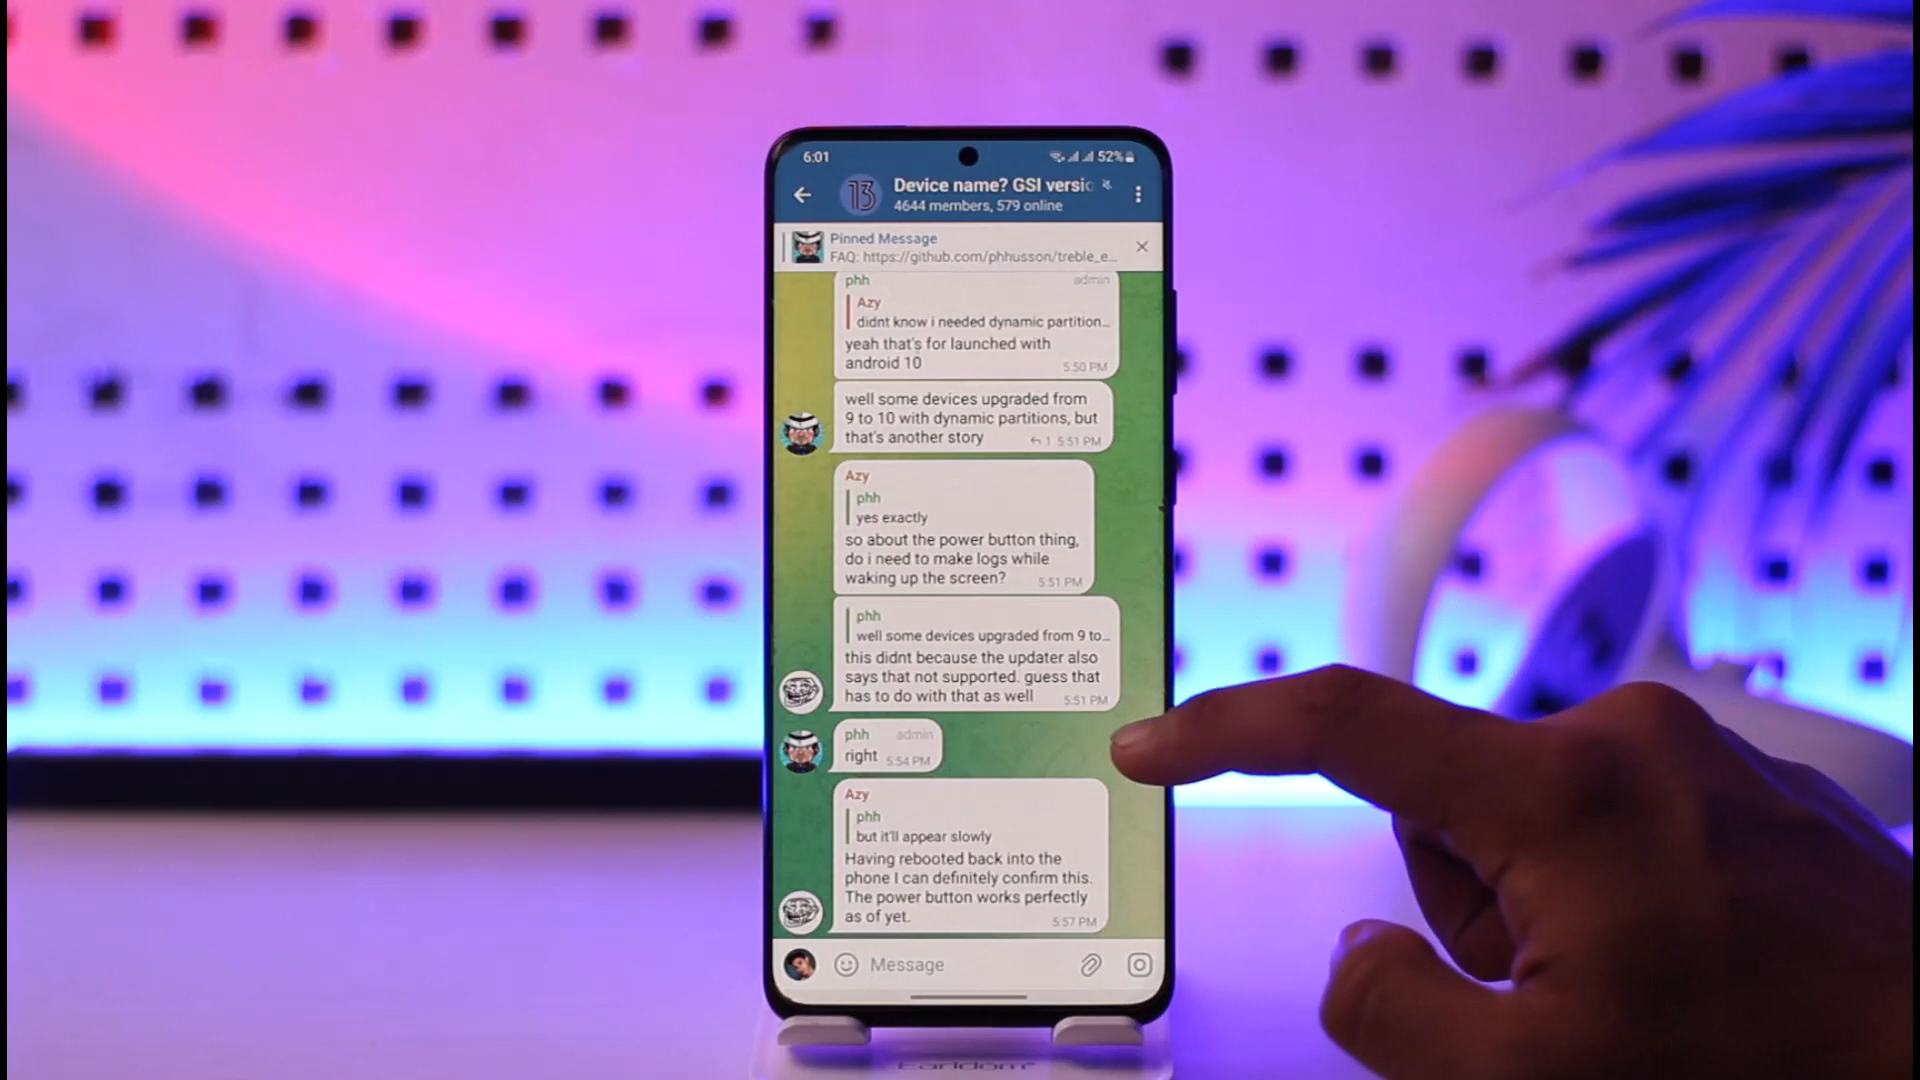 6:01
52%
13
Device name? GSI versic
4644 members, 579 online
Pinned Message
FAQ: https://github.com/phhusson/treble_e...
phh admin
Azy
didnt know i needed dynamic partition...
yeah that's for launched with
android 10
5:50 PM
well some devices upgraded from
9 to 10 with dynamic partitions, but
that's another story
1 5:51 PM
Azy
phh
yes exactly
so about the power button thing,
do i need to make logs while
waking up the screen?
5:51 PM
phh
well some devices upgraded from 9 to...
this didnt because the updater also
says that not supported. guess that
has to do with that as well
5:51 PM
phh admin
right 5:54 PM
Azy
phh
but it'll appear slowly
Having rebooted back into the
phone I can definitely confirm this.
The power button works perfectly
as of yet.
5:57 PM
Message